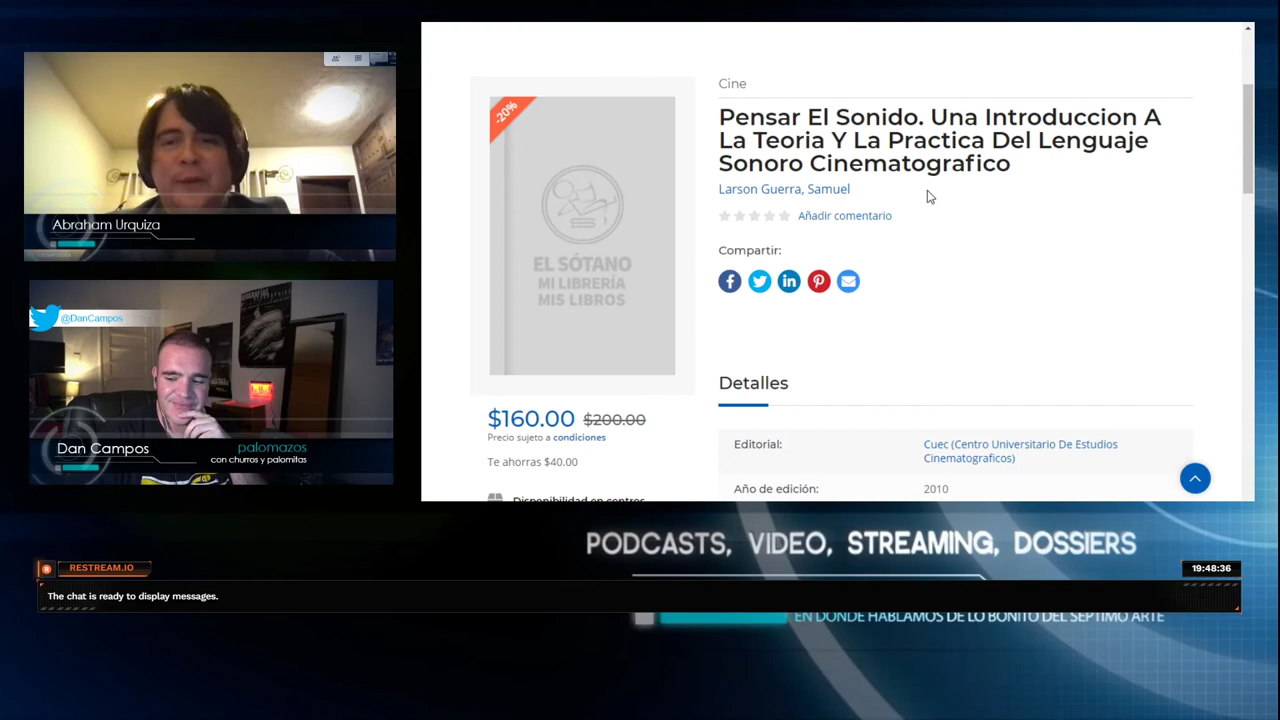 Abraham Urquiza
@DanCampos
Dan Campos
palomazos
con churros y palomitas
-20%
EL SÓTANO
MI LIBRERÍA
MIS LIBROS
$160.00 $200.00
Precio sujeto a condiciones
Te ahorras $40.00
Disponibilidad en centros
Cine
Pensar El Sonido. Una Introduccion A
La Teoria Y La Practica Del Lenguaje
Sonoro Cinematografico
Larson Guerra, Samuel
Añadir comentario
Compartir:
Detalles
Editorial: Cuec (Centro Universitario De Estudios
Cinematograficos)
Año de edición: 2010
PODCASTS, VIDEO, STREAMING, DOSSIERS
RESTREAM.IO
19:48:36
The chat is ready to display messages.
EN DONDE HABLAMOS DE LO BONITO DEL SEPTIMO ARTE